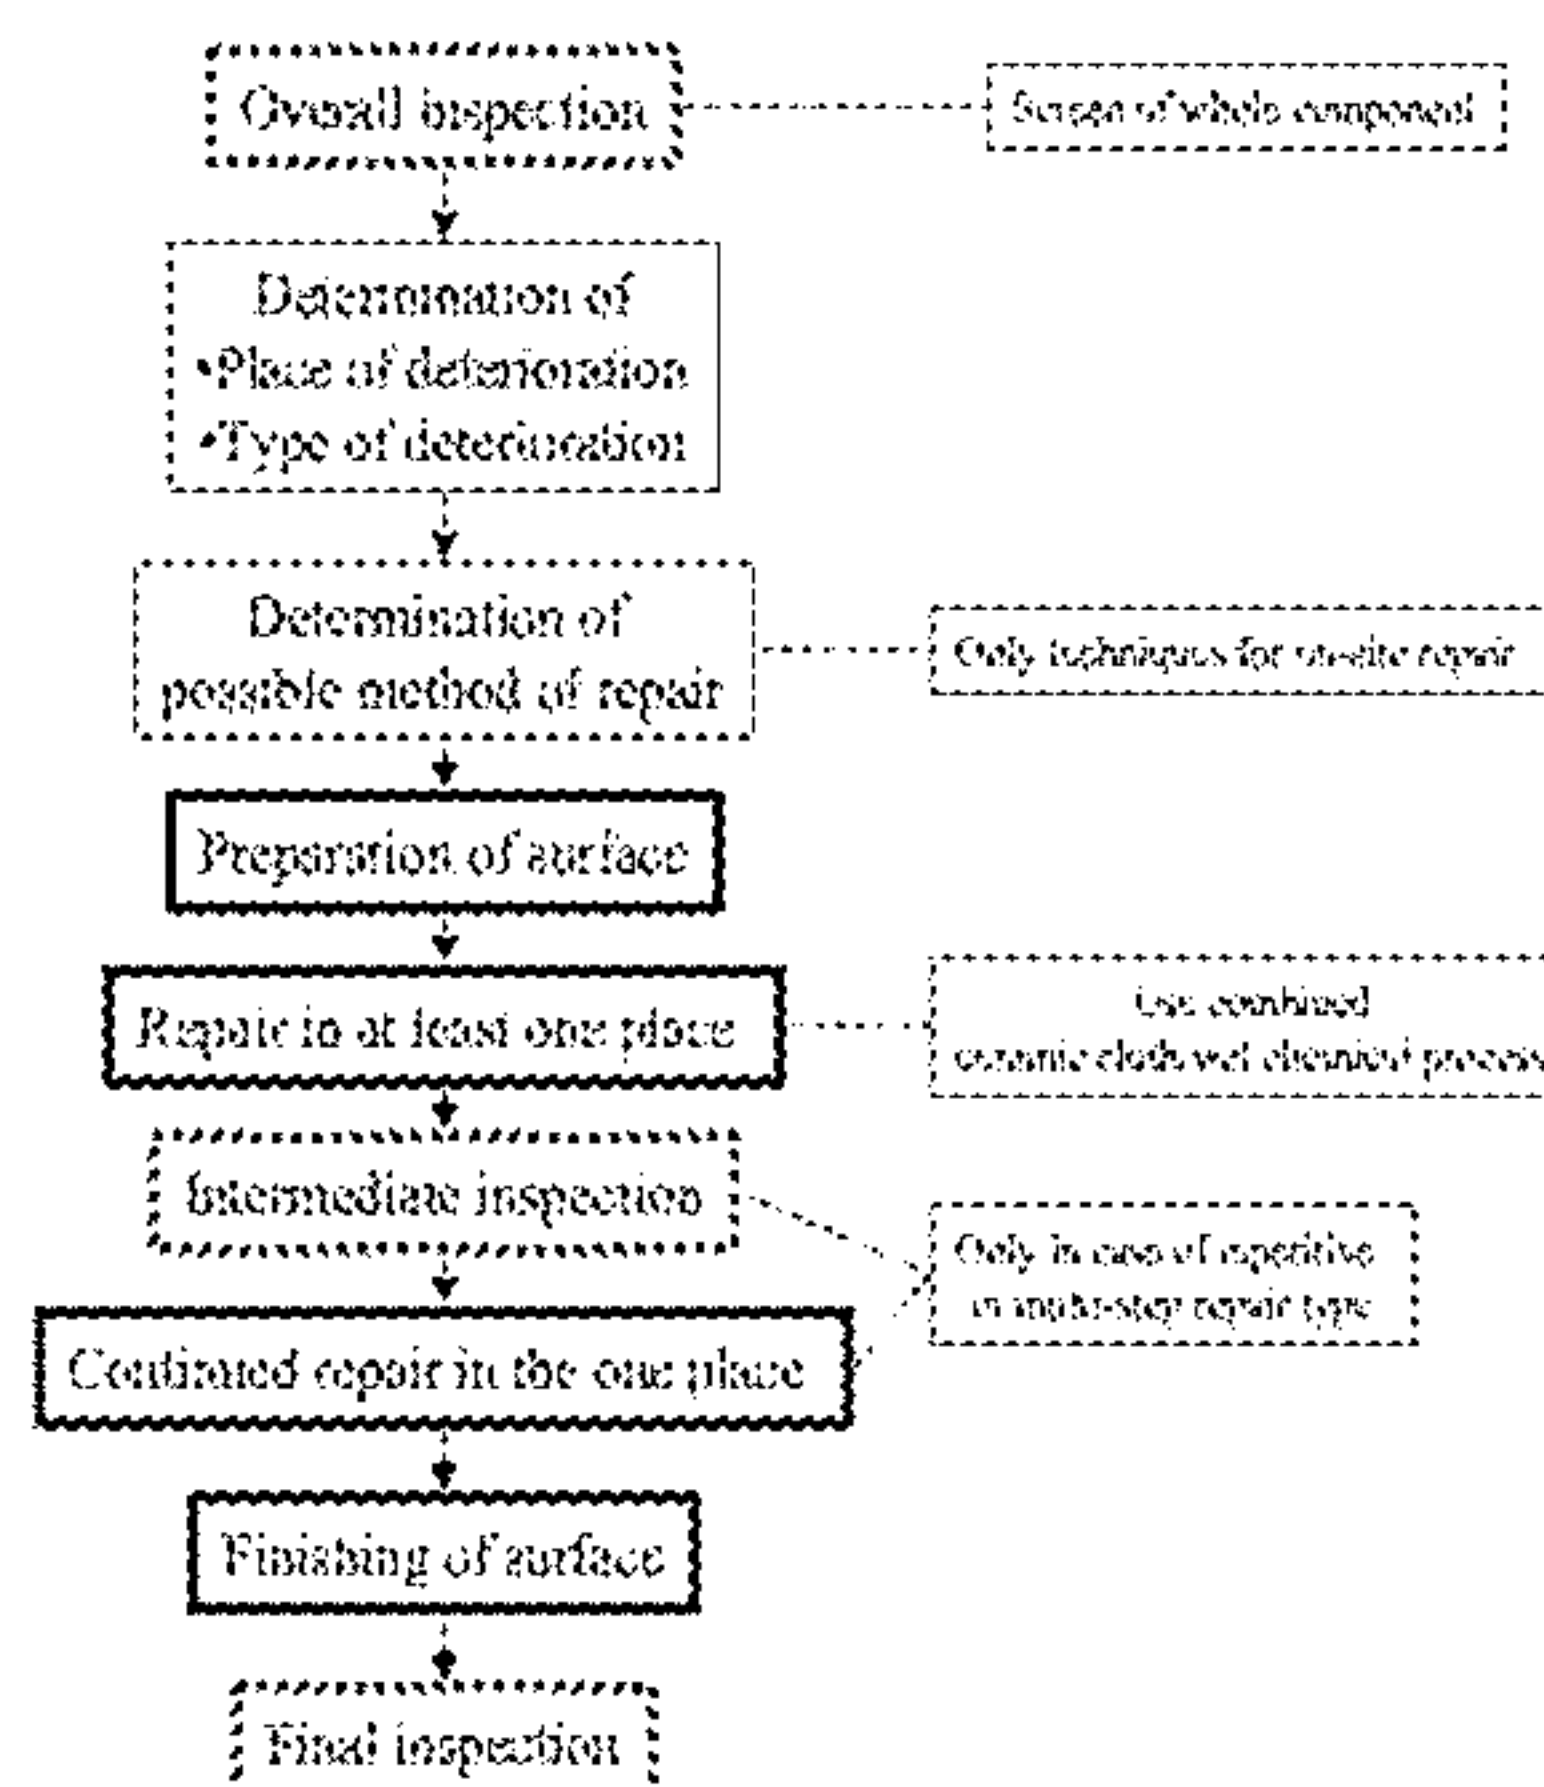 Overall inspection
Screen of whole component
Determination of
•Place of deterioration
•Type of deterioration
Determination of
possible method of repair
Only techniques for on-site repair
Preparation of surface
Repair in at least one place
Use combined
ceramic cloth wet chemical process
Intermediate inspection
Only in case of repetitive
in multi-step repair type
Continued repair in the one place
Finishing of surface
Final inspection